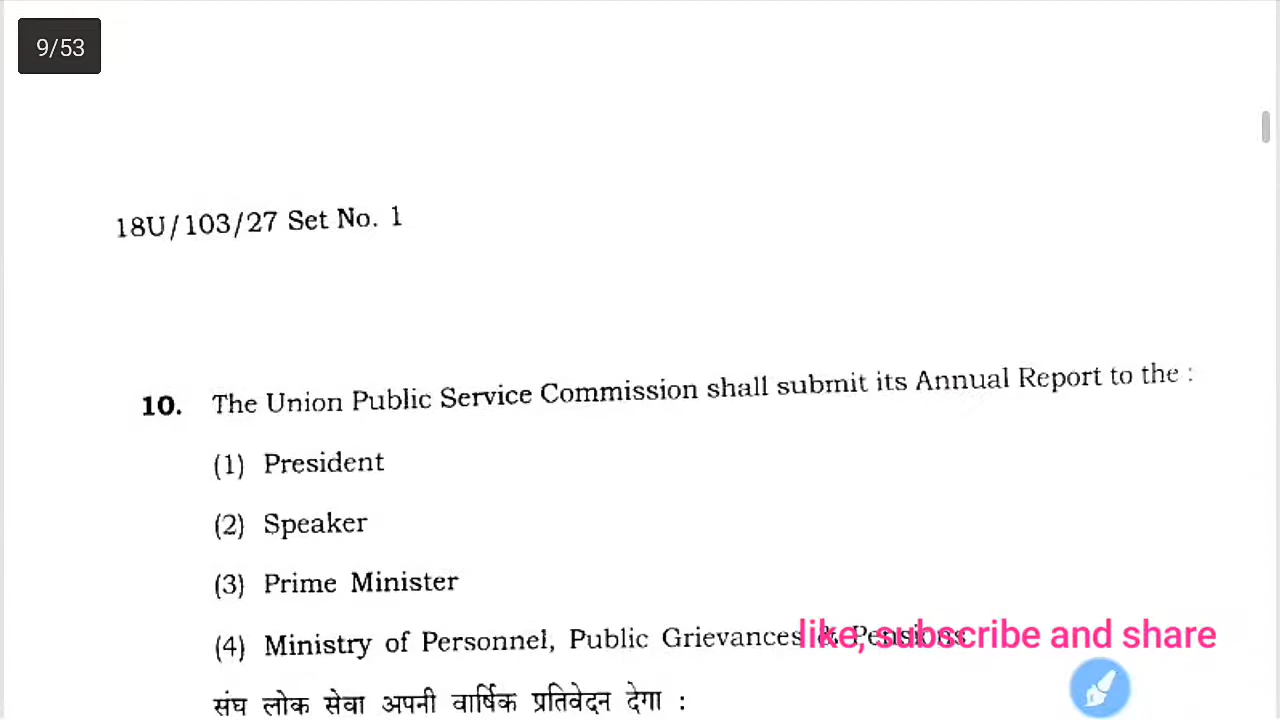 9/53
18U/103/27 Set No. 1
10. The Union Public Service Commission shall submit its Annual Report to the :
(1) President
(2) Speaker
(3) Prime Minister
(4) Ministry of Personnel, Public Grievances & Pensions
like, subscribe and share
संघ लोक सेवा अपनी वार्षिक प्रतिवेदन देगा :